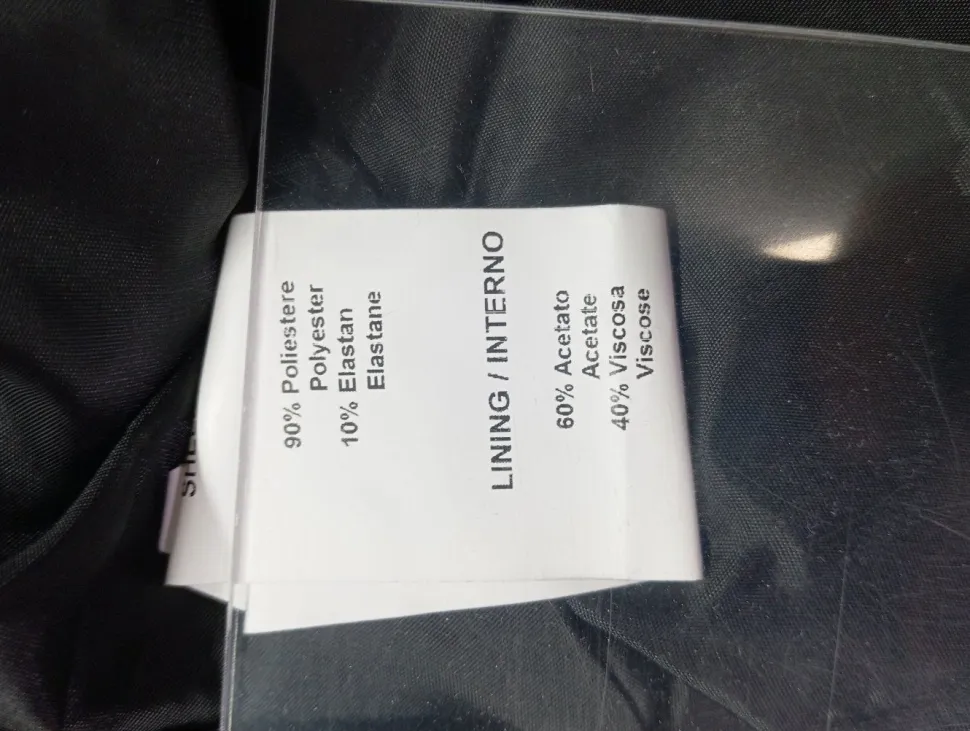 90% Poliestere
Polyester
10% Elastan
Elastane
LINING / INTERNO
60% Acetato
Acetate
40% Viscosa
Viscose